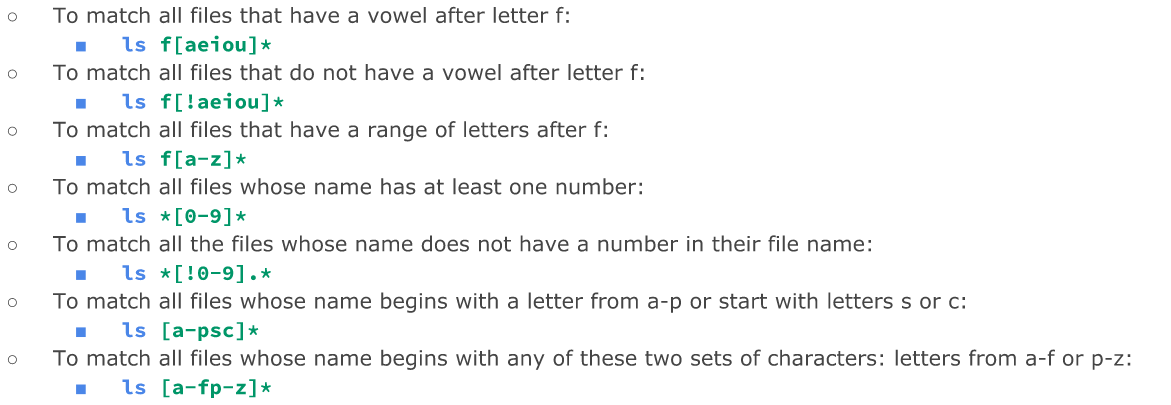 To match all files that have a vowel after letter f:
ls f[aeiou]*
To match all files that do not have a vowel after letter f:
ls f[!aeiou]*
To match all files that have a range of letters after f:
ls f[a-z]*
To match all files whose name has at least one number:
ls *[0-9]*
To match all the files whose name does not have a number in their file name:
ls *[!0-9].*
To match all files whose name begins with a letter from a-p or start with letters s or c:
ls [a-psc]*
To match all files whose name begins with any of these two sets of characters: letters from a-f or p-z:
ls [a-fp-z]*